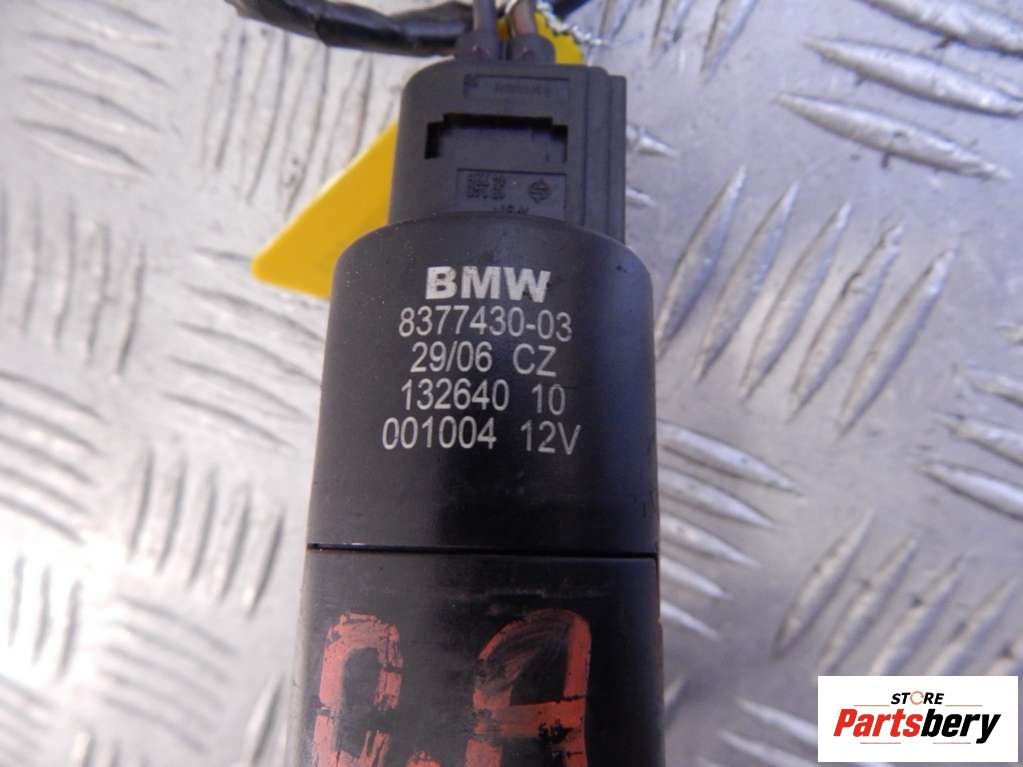 BMW
8377430-03
29/06 CZ
132640 10
001004 12V
STORE
Partsbery